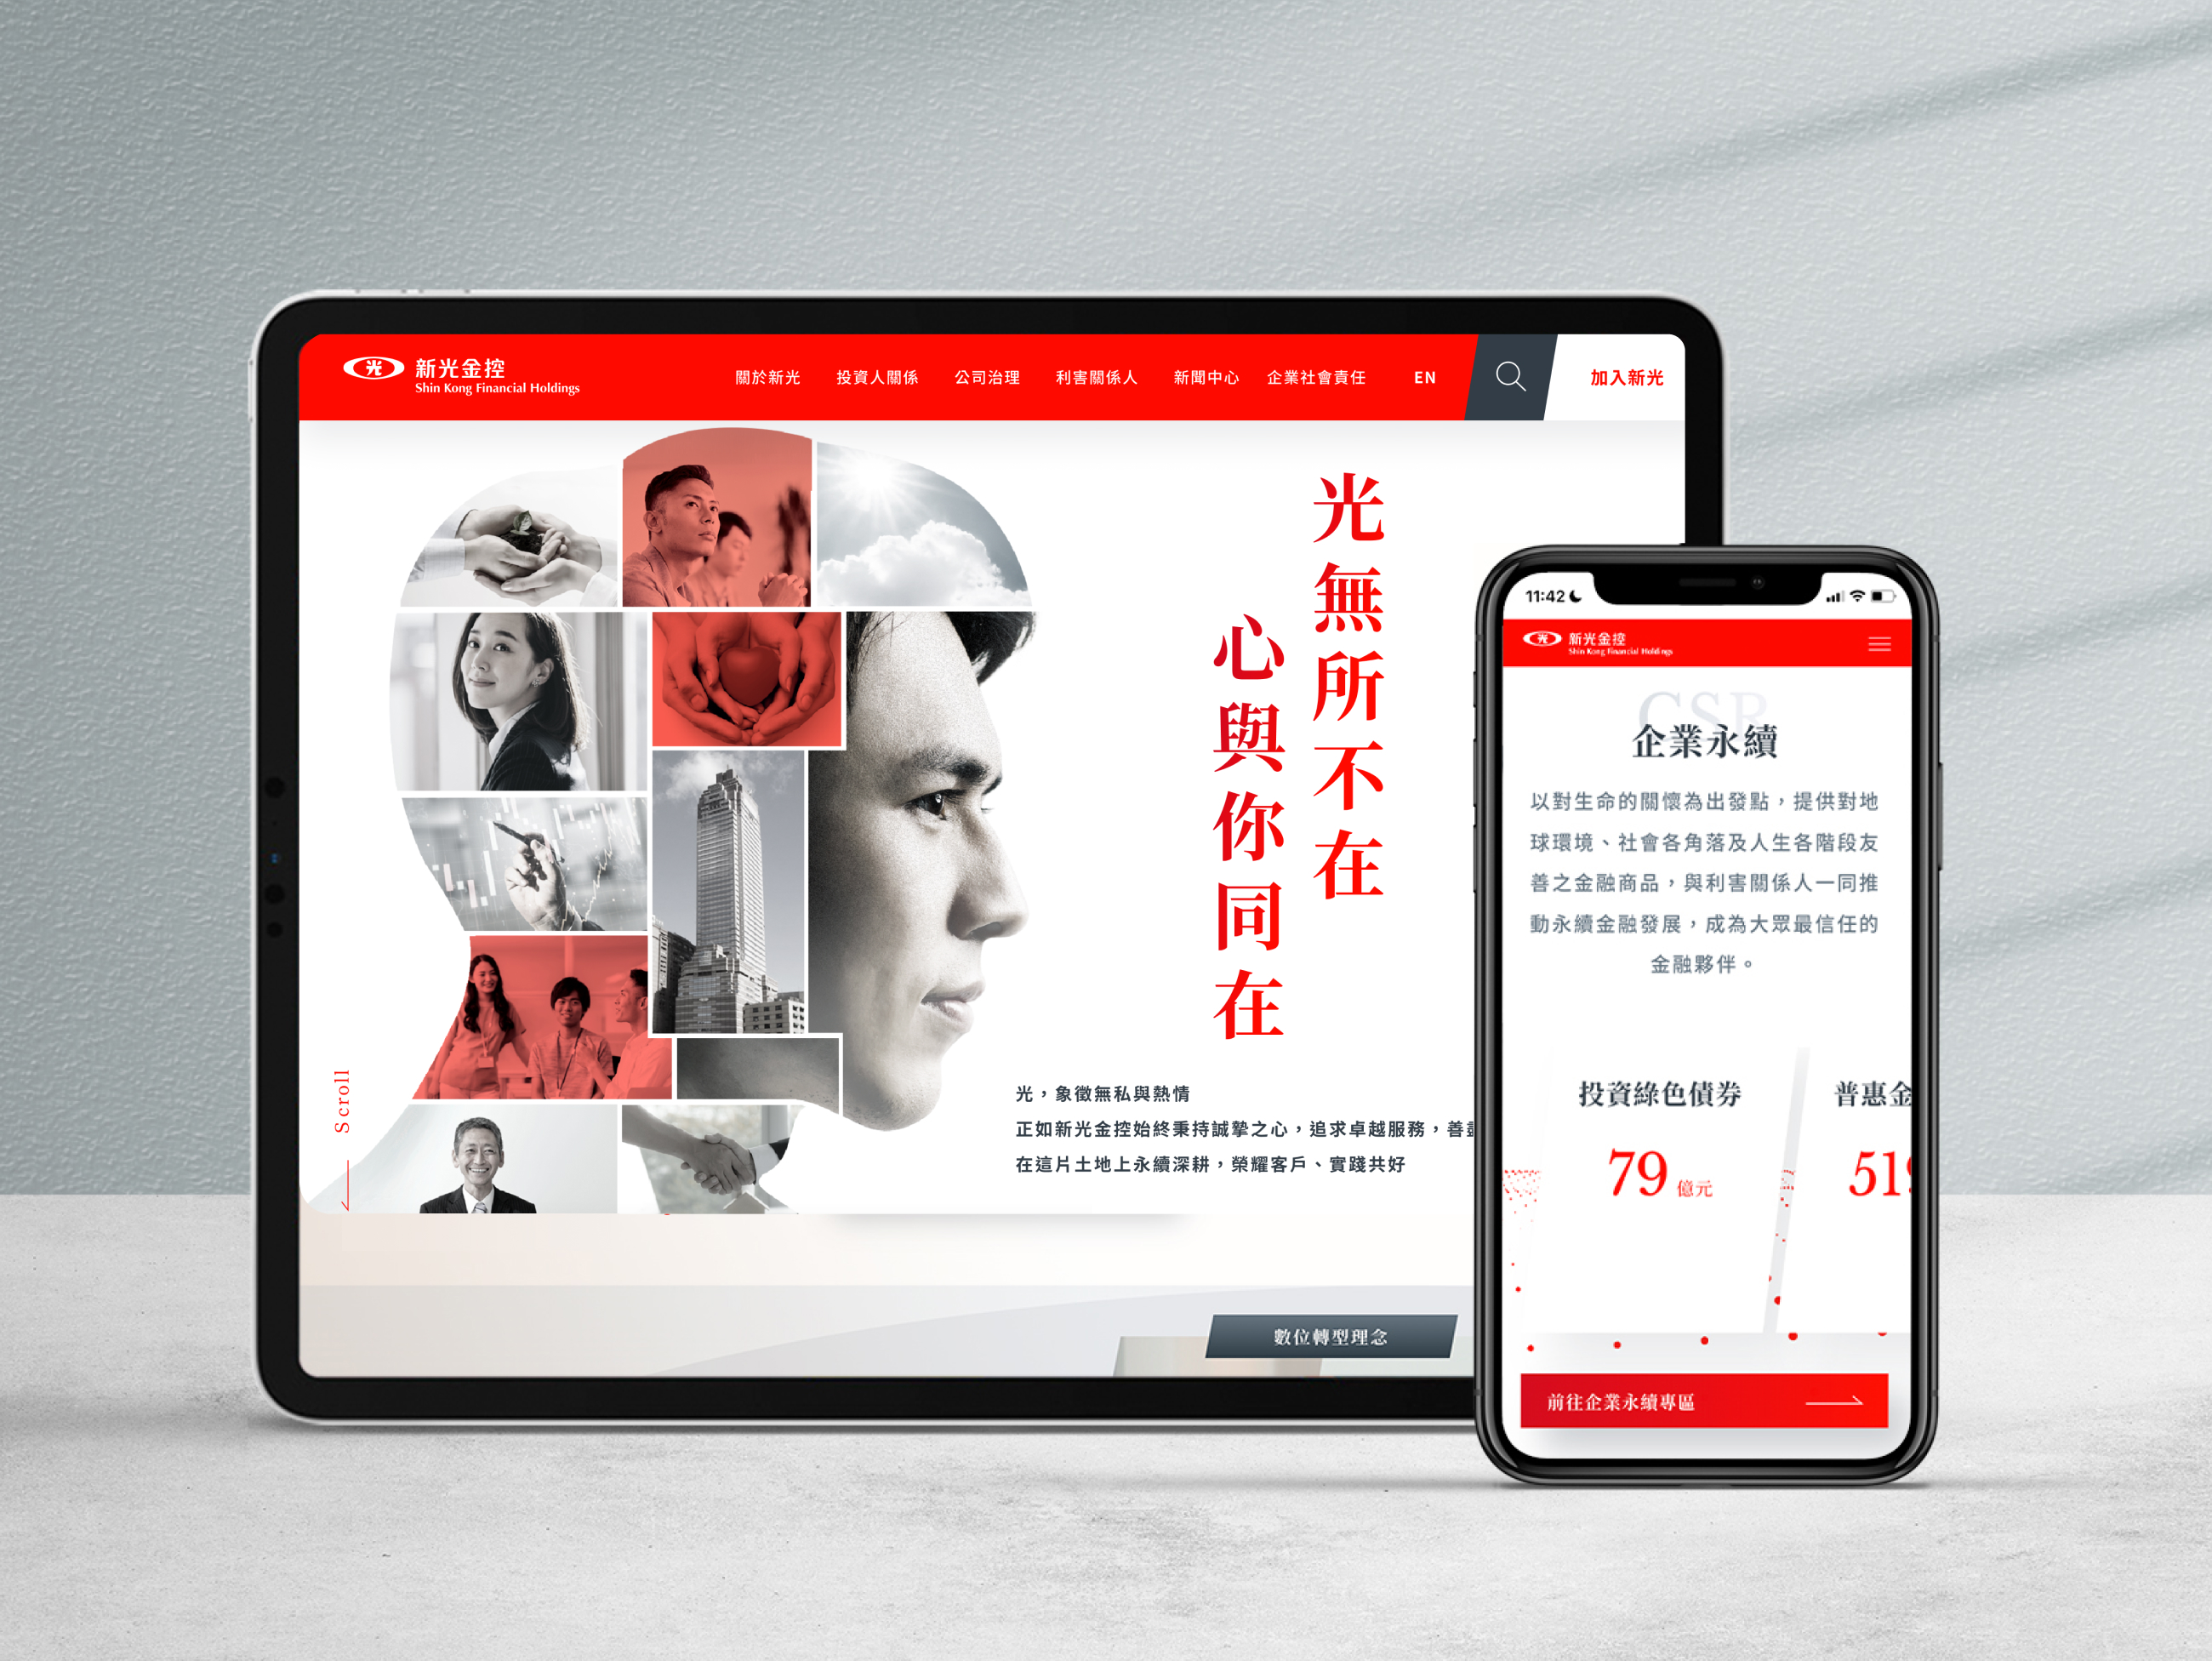 光
新光金控
Shin Kong Financial Holdings
關於新光
投資人關係
公司治理
利害關係人
新聞中心
企業社會責任
EN
加入新光
光無所不在
心與你同在
光，象徵無私與熱情
正如新光金控始終秉持誠摯之心，追求卓越服務，善
在這片土地上永續深耕，榮耀客戶、實踐共好
Scroll
數位轉型理念
11:42
光
新光金控
Shin Kong Financial Holdings
CSR
企業永續
以對生命的關懷為出發點，提供對地
球環境、社會各角落及人生各階段友
善之金融商品，與利害關係人一同推
動永續金融發展，成為大眾最信任的
金融夥伴。
投資綠色債券
79 億元
普惠金
51
前往企業永續專區